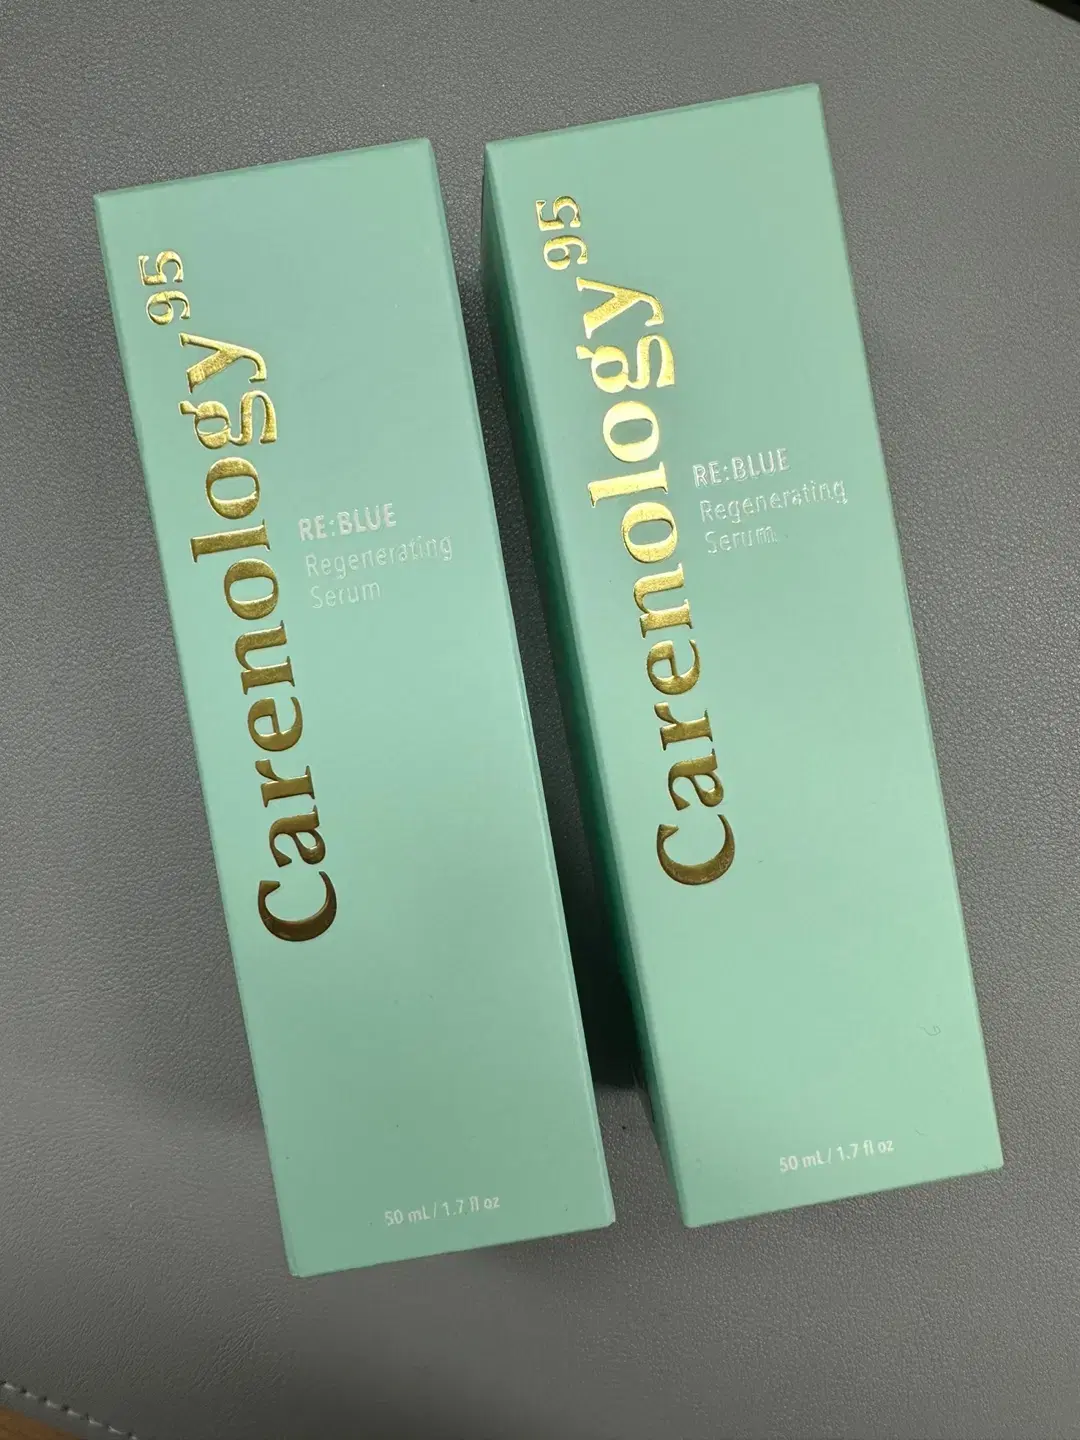 Carenology95
RE:BLUE
Regenerating
Serum
50 mL / 1.7 fl oz
Carenology95
RE:BLUE
Regenerating
Serum
50 mL / 1.7 fl oz